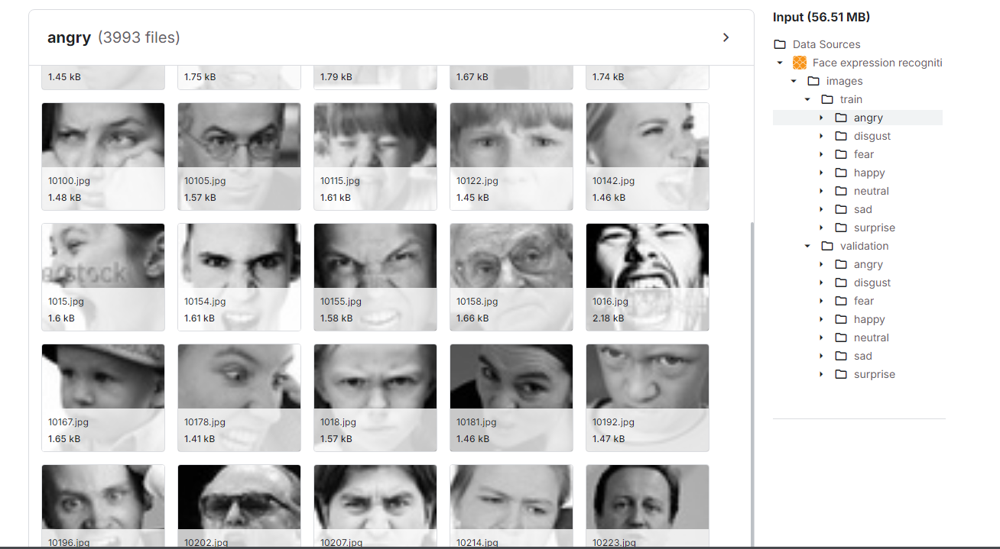 angry (3993 files)
1.45 kB 1.75 kB 1.79 kB 1.67 kB 1.74 kB
10100.jpg 10105.jpg 10115.jpg 10122.jpg 10142.jpg
1.48 kB 1.57 kB 1.61 kB 1.45 kB 1.46 kB
1015.jpg 10154.jpg 10155.jpg 10158.jpg 1016.jpg
1.6 kB 1.61 kB 1.58 kB 1.66 kB 2.18 kB
10167.jpg 10178.jpg 1018.jpg 10181.jpg 10192.jpg
1.65 kB 1.41 kB 1.57 kB 1.46 kB 1.47 kB
10196.jpg 10202.jpg 10207.jpg 10214.jpg 10223.jpg
Input (56.51 MB)
Data Sources
Face expression recogniti
images
train
angry
disgust
fear
happy
neutral
sad
surprise
validation
angry
disgust
fear
happy
neutral
sad
surprise